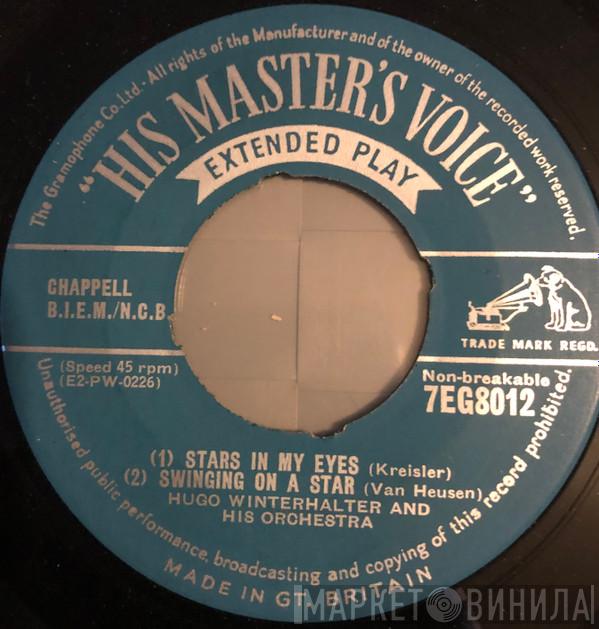 The Gramophone Co. Ltd. - All rights of the Manufacturer and of the owner of the recorded work reserved.
"HIS MASTER'S VOICE"
EXTENDED PLAY
CHAPPELL
B.I.E.M./N.C.B
TRADE MARK REGD.
(Speed 45 rpm)
(E2-PW-0226)
Non-breakable
7EG8012
(1) STARS IN MY EYES (Kreisler)
(2) SWINGING ON A STAR (Van Heusen)
HUGO WINTERHALTER AND
HIS ORCHESTRA
Unauthorised public performance, broadcasting and copying of this record prohibited.
MADE IN GT. BRITAIN
МАРКЕТ ВИНИЛА